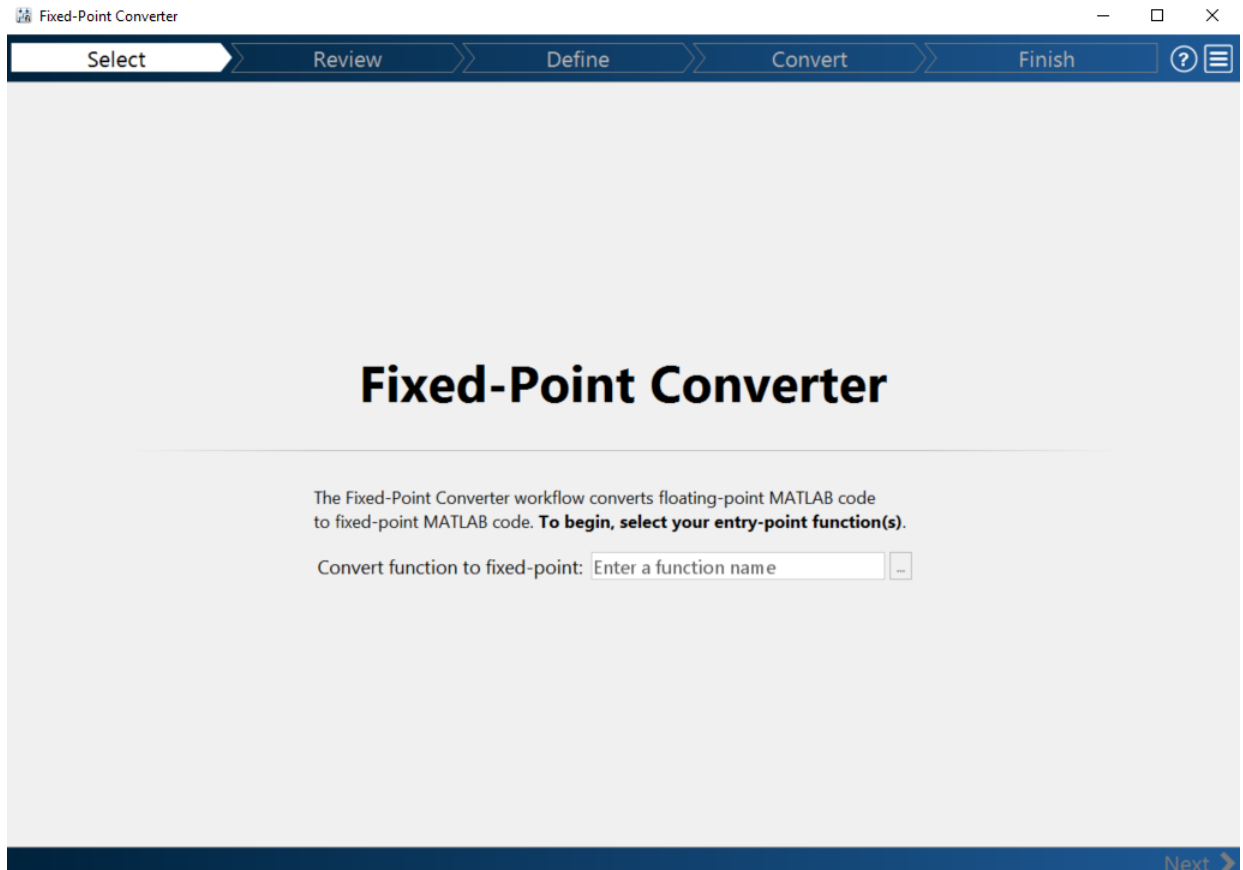 Fixed-Point Converter
Select Review Define Convert Finish ?
Fixed-Point Converter
The Fixed-Point Converter workflow converts floating-point MATLAB code
to fixed-point MATLAB code. To begin, select your entry-point function(s).
Convert function to fixed-point: Enter a function name ...
Next